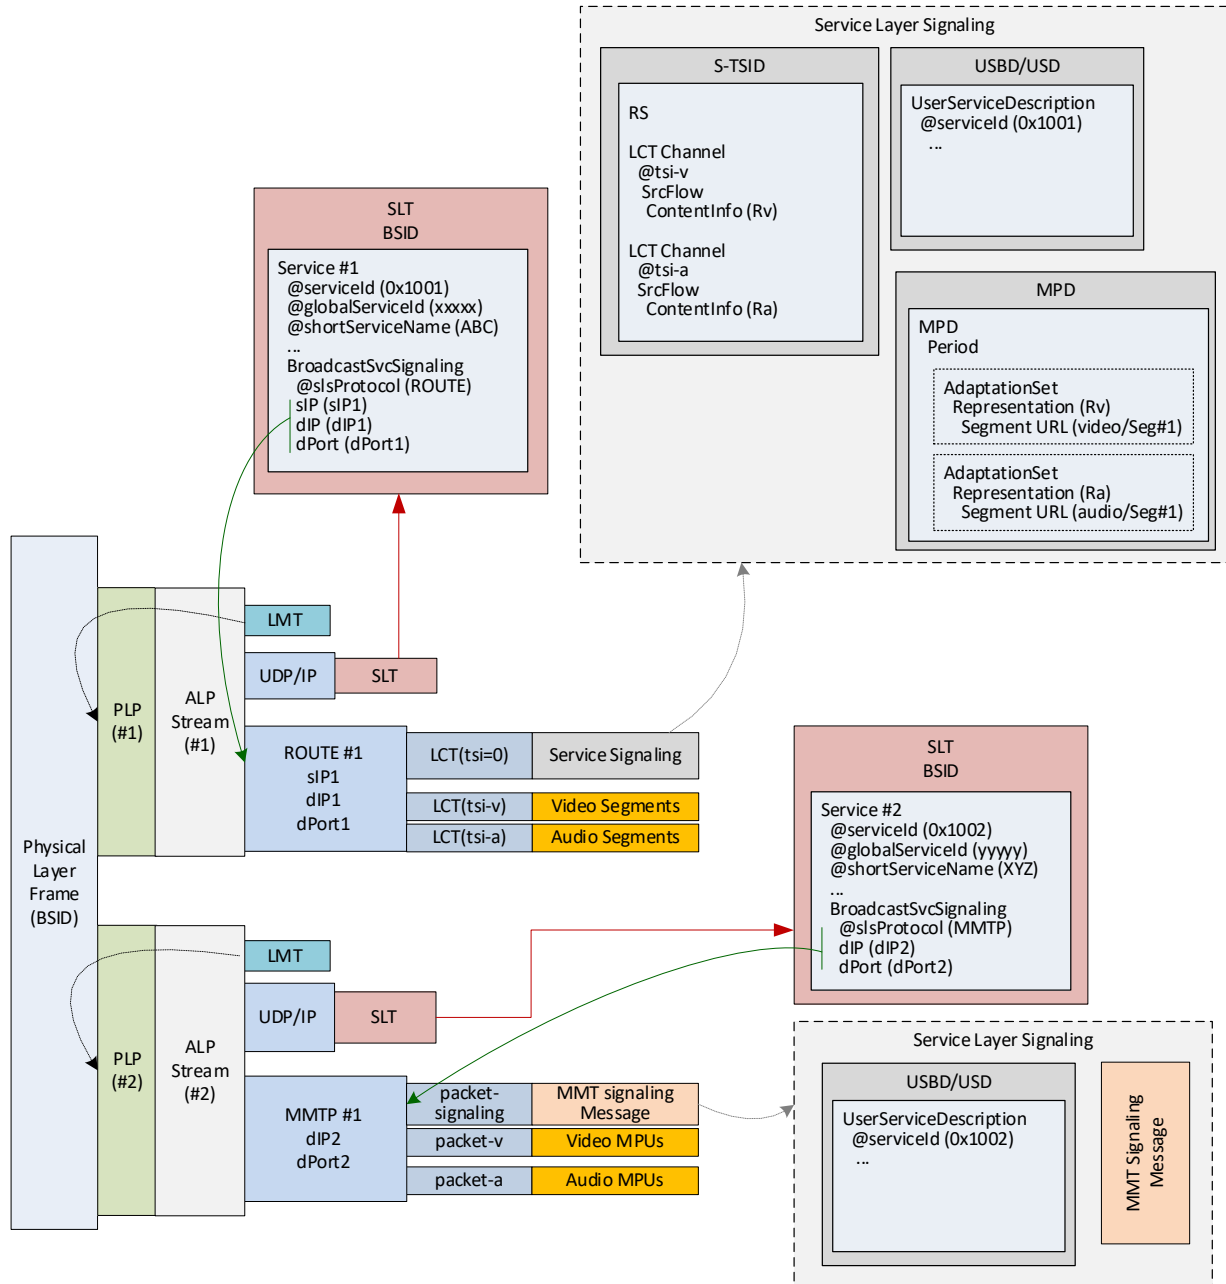 Service Layer Signaling
S-TSID
RS
LCT Channel
@tsi-v
SrcFlow
ContentInfo (Rv)
LCT Channel
@tsi-a
SrcFlow
ContentInfo (Ra)
USBD/USD
UserServiceDescription
@serviceId (0x1001)
...
MPD
MPD
Period
AdaptationSet
Representation (Rv)
Segment URL (video/Seg#1)
AdaptationSet
Representation (Ra)
Segment URL (audio/Seg#1)
SLT
BSID
Service #1
@serviceId (0x1001)
@globalServiceId (xxxxx)
@shortServiceName (ABC)
...
BroadcastSvcSignaling
@slsProtocol (ROUTE)
sIP (sIP1)
dIP (dIP1)
dPort (dPort1)
Physical
Layer
Frame
(BSID)
PLP
(#1)
ALP
Stream
(#1)
LMT
UDP/IP
SLT
ROUTE #1
sIP1
dIP1
dPort1
LCT(tsi=0)
Service Signaling
LCT(tsi-v)
Video Segments
LCT(tsi-a)
Audio Segments
SLT
BSID
Service #2
@serviceId (0x1002)
@globalServiceId (yyyyy)
@shortServiceName (XYZ)
...
BroadcastSvcSignaling
@slsProtocol (MMTP)
dIP (dIP2)
dPort (dPort2)
PLP
(#2)
ALP
Stream
(#2)
LMT
UDP/IP
SLT
MMTP #1
dIP2
dPort2
packet-
signaling
MMT signaling
Message
packet-v
Video MPUs
packet-a
Audio MPUs
Service Layer Signaling
USBD/USD
UserServiceDescription
@serviceId (0x1002)
...
MMT Signaling
Message